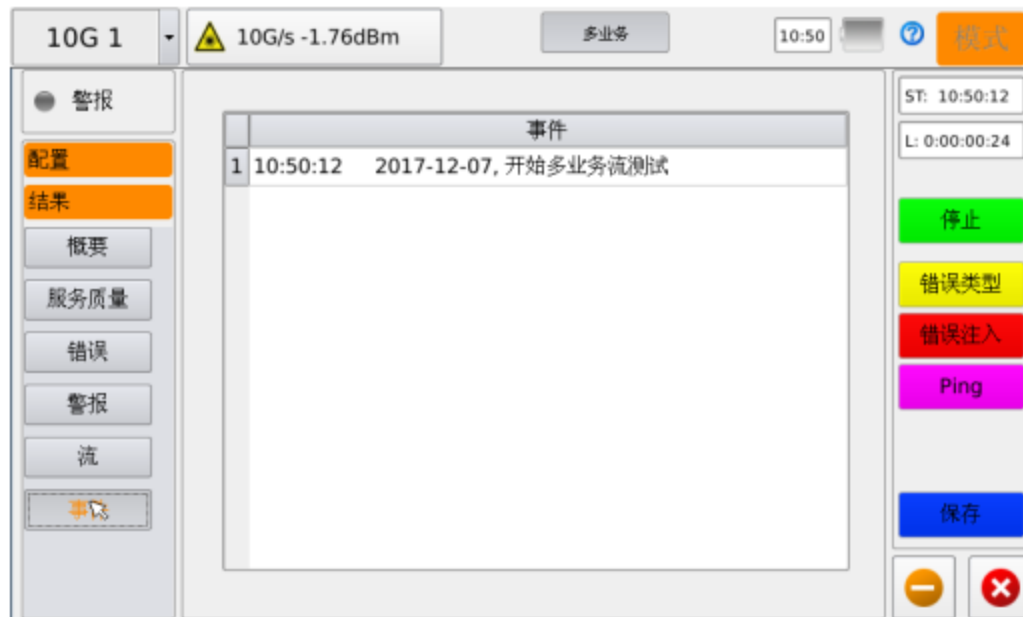 10G 1
10G/s -1.76dBm
多业务
10:50
模式
警报
配置
结果
概要
服务质量
错误
警报
流
事件
事件
1 10:50:12 2017-12-07, 开始多业务流测试
ST: 10:50:12
L: 0:00:00:24
停止
错误类型
错误注入
Ping
保存